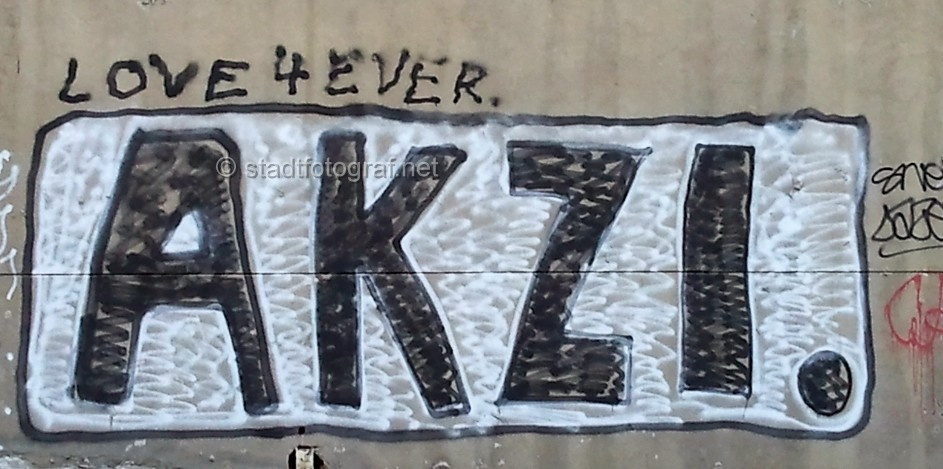 LOVE 4 EVER.
© stadtfotograf.net
AKZI.